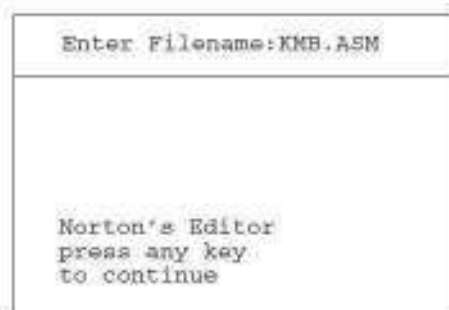 Enter Filename:KMB.ASM
Norton's Editor
press any key
to continue